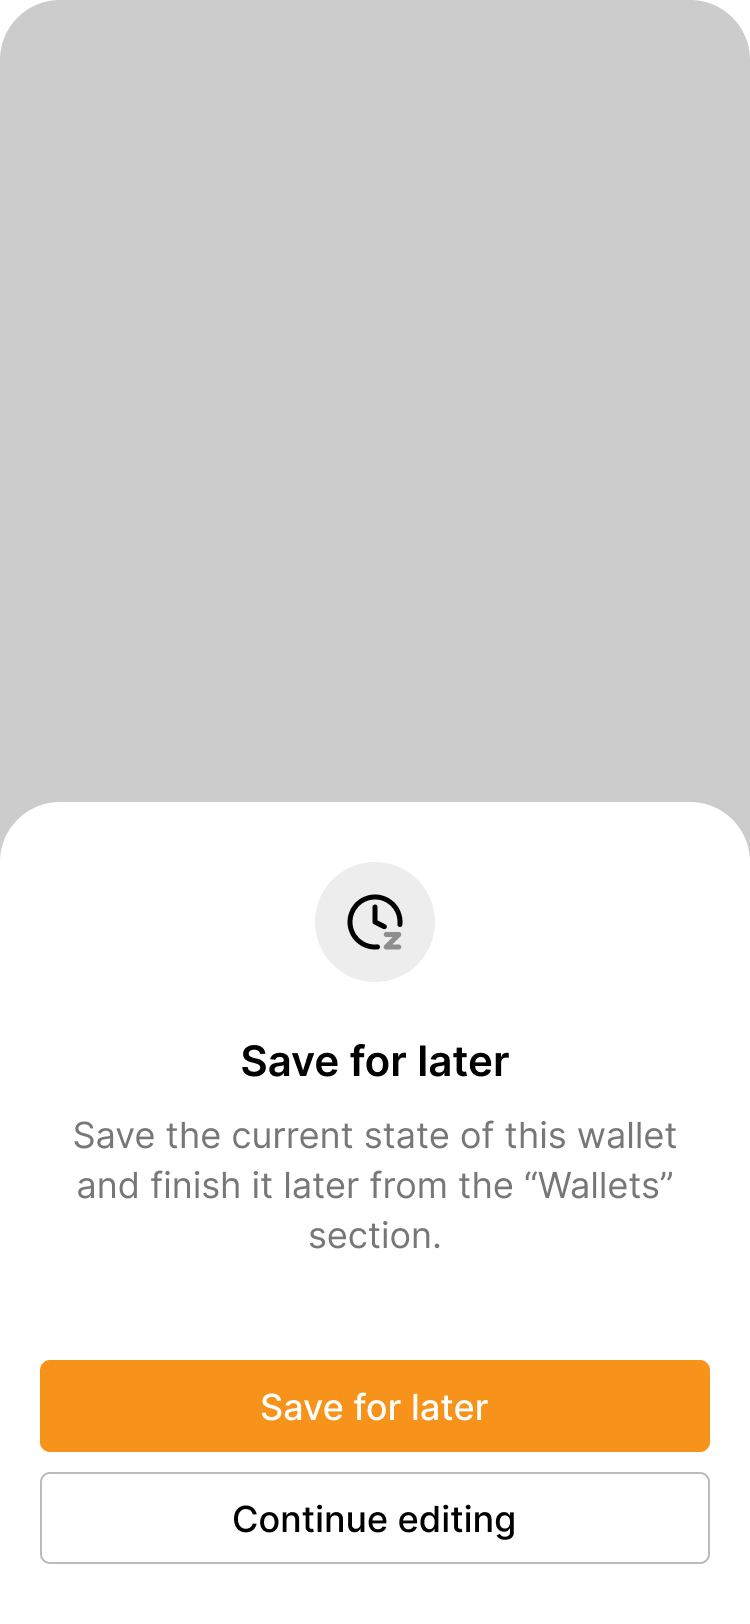 Save for later
Save the current state of this wallet
and finish it later from the “Wallets”
section.
Save for later
Continue editing